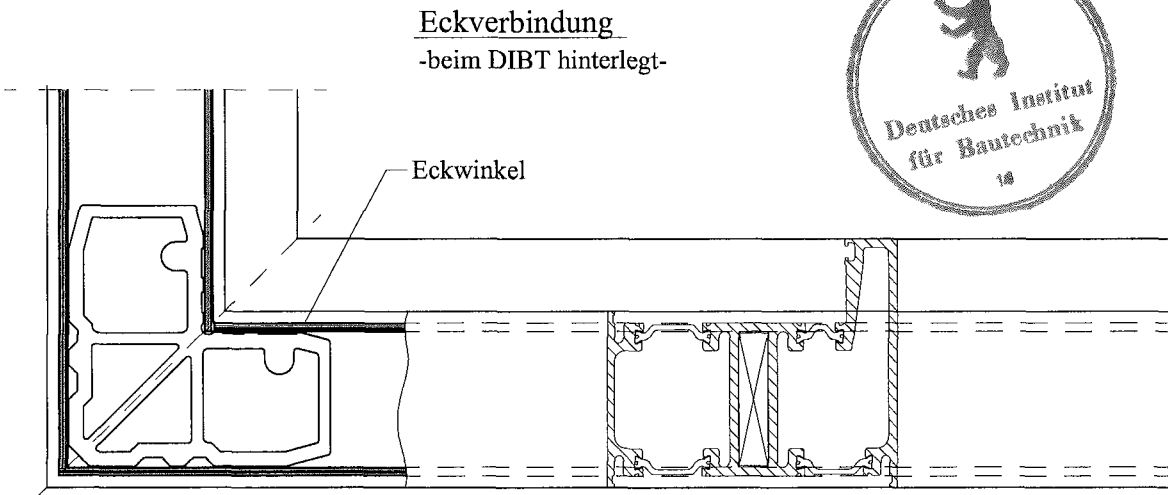 Eckverbindung
-beim DIBT hinterlegt-
Deutsches Institut
für Bautechnik
Eckwinkel